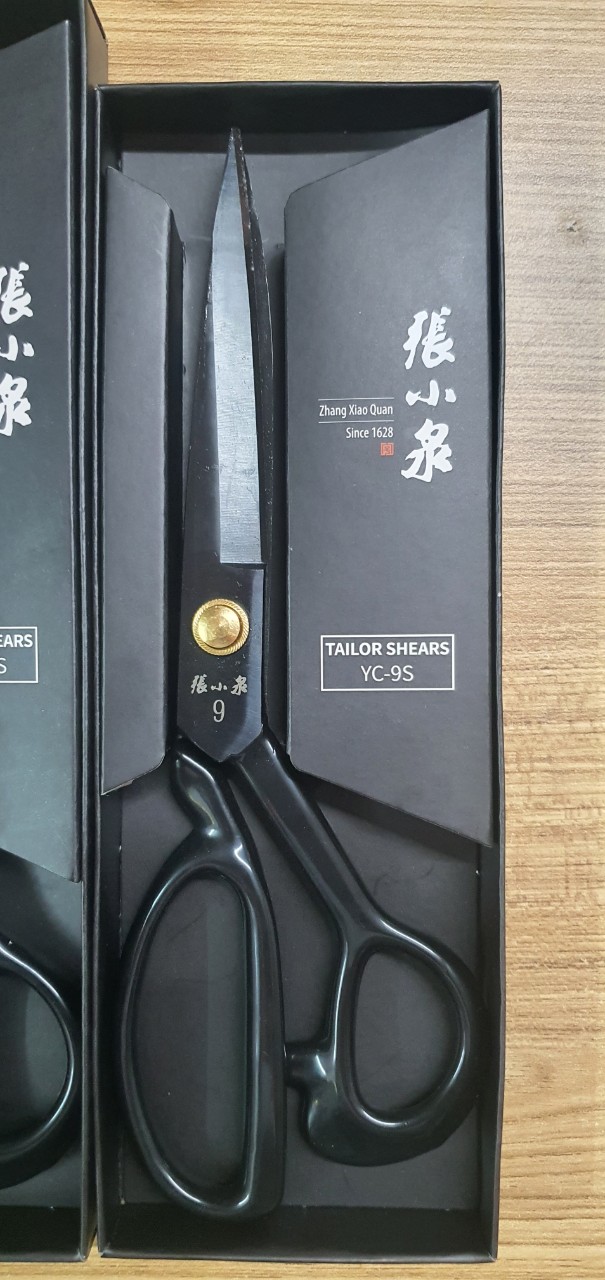 張小泉
EARS
S
張小泉
9
張小泉
Zhang Xiao Quan
Since 1628
TAILOR SHEARS
YC-9S